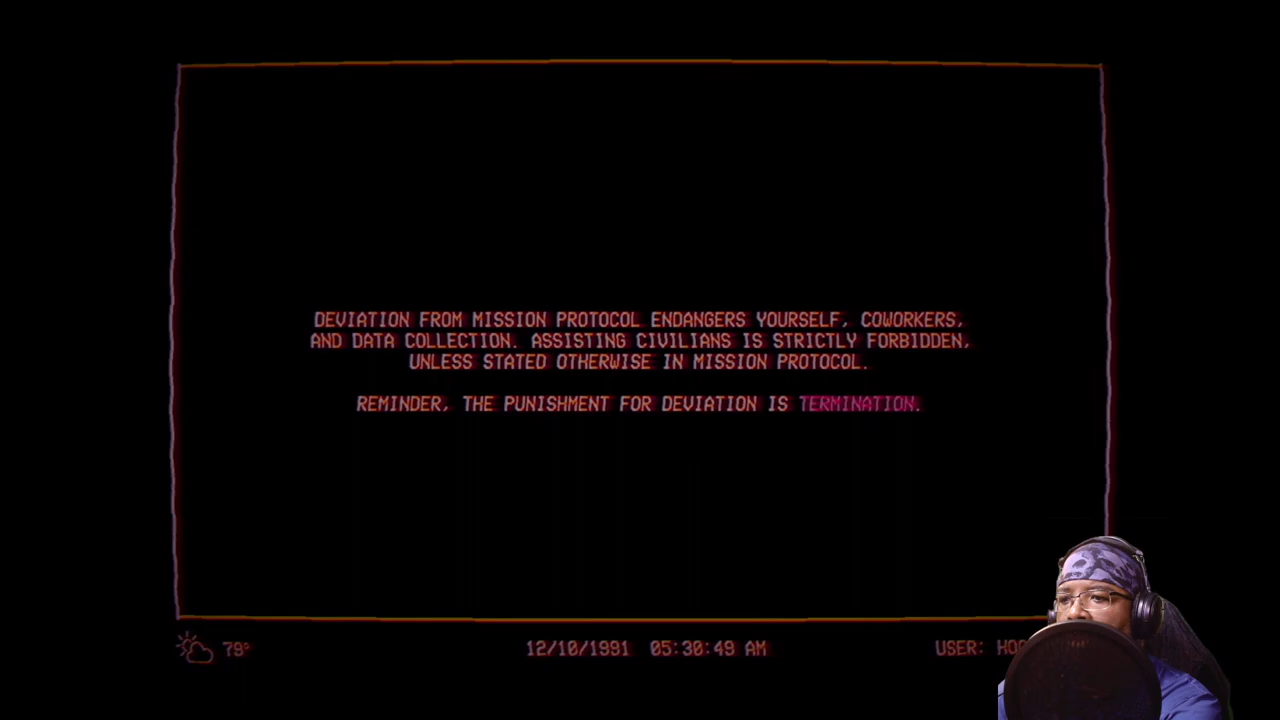 DEVIATION FROM MISSION PROTOCOL ENDANGERS YOURSELF, COWORKERS,
AND DATA COLLECTION. ASSISTING CIVILIANS IS STRICTLY FORBIDDEN,
UNLESS STATED OTHERWISE IN MISSION PROTOCOL.
REMINDER, THE PUNISHMENT FOR DEVIATION IS TERMINATION.
79° 12/10/1991 05:30:49 AM USER: